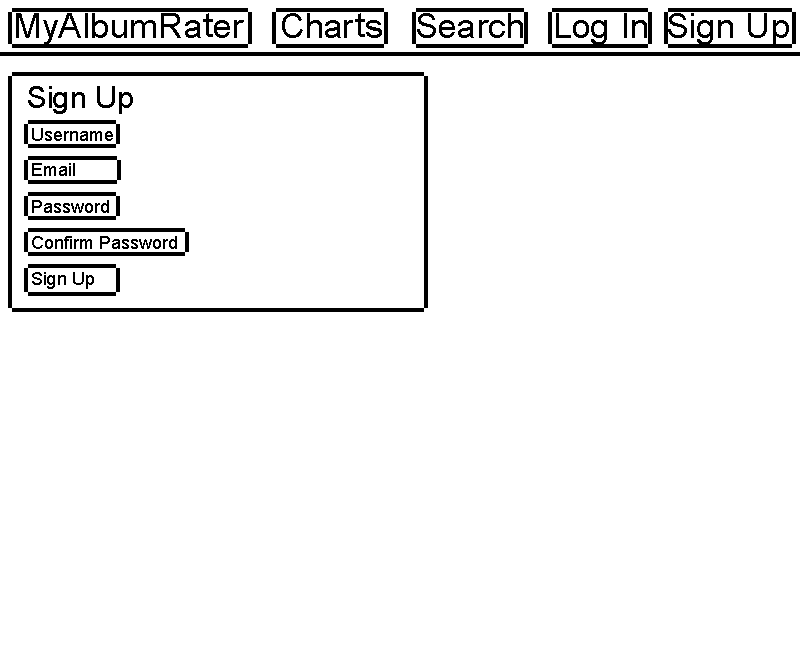 MyAlbumRater Charts Search Log In Sign Up
Sign Up
Username
Email
Password
Confirm Password
Sign Up